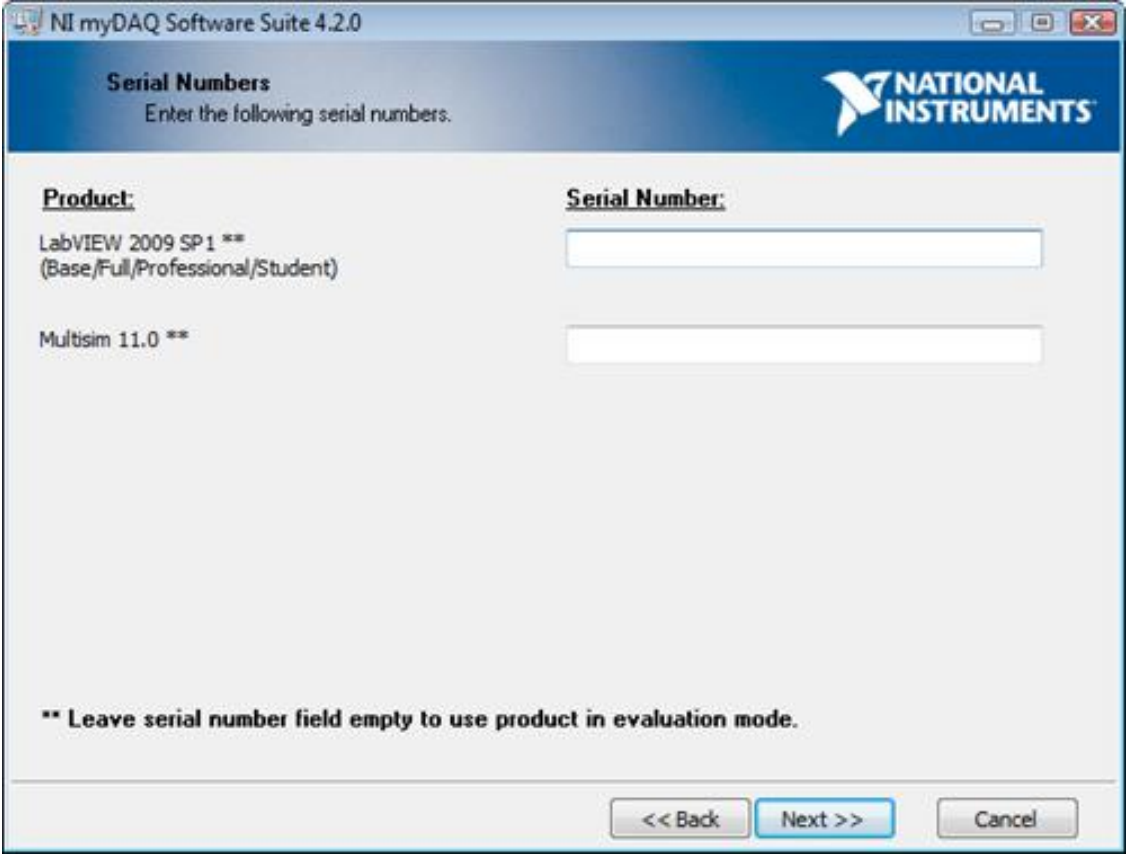 NI myDAQ Software Suite 4.2.0
Serial Numbers
Enter the following serial numbers.
NATIONAL
INSTRUMENTS
Product:
Serial Number:
LabVIEW 2009 SP1 **
(Base/Full/Professional/Student)
Multisim 11.0 **
** Leave serial number field empty to use product in evaluation mode.
<< Back
Next >>
Cancel